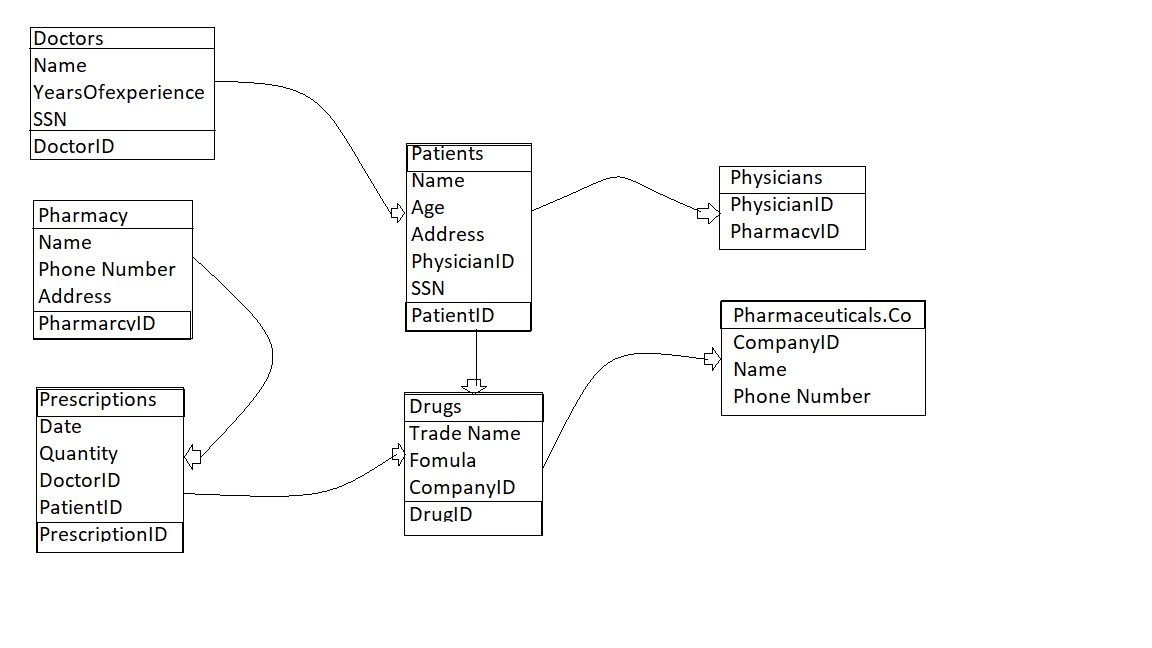 Doctors
Name
YearsOfexperience
SSN
DoctorID
Pharmacy
Name
Phone Number
Address
PharmarcyID
Prescriptions
Date
Quantity
DoctorID
PatientID
PrescriptionID
Patients
Name
Age
Address
PhysicianID
SSN
PatientID
Drugs
Trade Name
Fomula
CompanyID
DrugID
Physicians
PhysicianID
PharmacyID
Pharmaceuticals.Co
CompanyID
Name
Phone Number